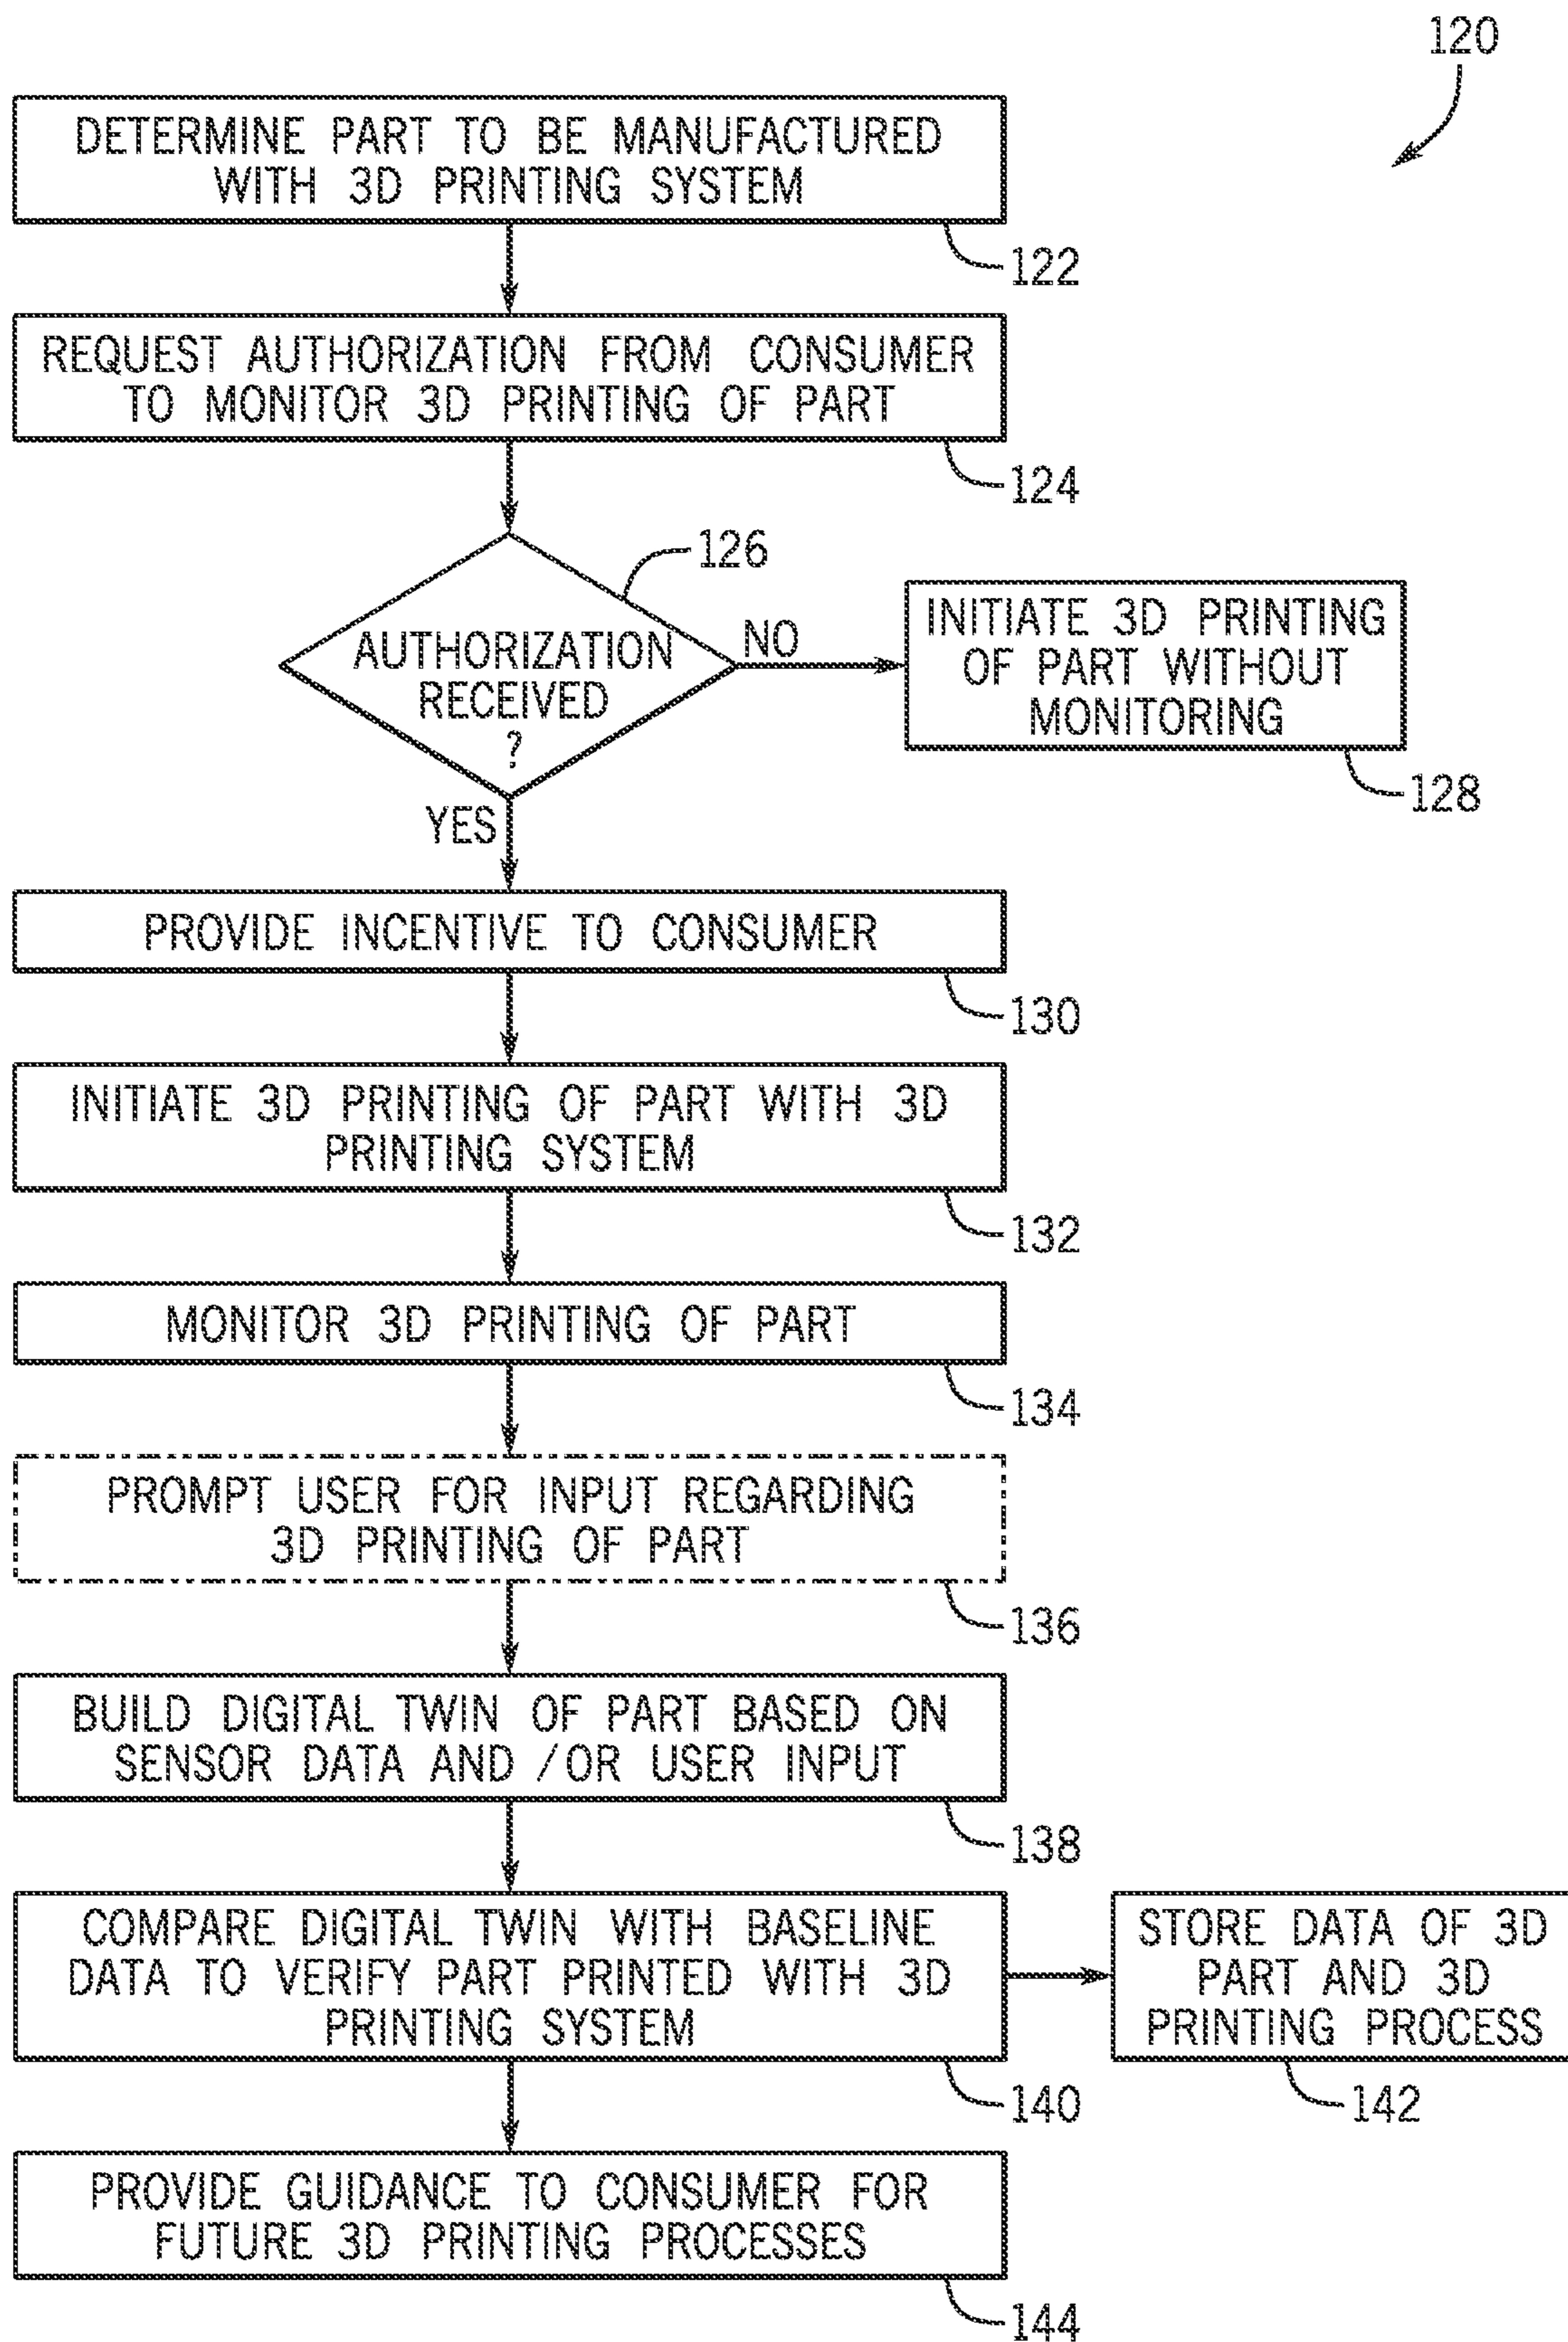 120
DETERMINE PART TO BE MANUFACTURED
WITH 3D PRINTING SYSTEM
122
REQUEST AUTHORIZATION FROM CONSUMER
TO MONITOR 3D PRINTING OF PART
124
126
AUTHORIZATION
RECEIVED
?
NO
INITIATE 3D PRINTING
OF PART WITHOUT
MONITORING
128
YES
PROVIDE INCENTIVE TO CONSUMER
130
INITIATE 3D PRINTING OF PART WITH 3D
PRINTING SYSTEM
132
MONITOR 3D PRINTING OF PART
134
PROMPT USER FOR INPUT REGARDING
3D PRINTING OF PART
136
BUILD DIGITAL TWIN OF PART BASED ON
SENSOR DATA AND /OR USER INPUT
138
COMPARE DIGITAL TWIN WITH BASELINE
DATA TO VERIFY PART PRINTED WITH 3D
PRINTING SYSTEM
140
STORE DATA OF 3D
PART AND 3D
PRINTING PROCESS
142
PROVIDE GUIDANCE TO CONSUMER FOR
FUTURE 3D PRINTING PROCESSES
144